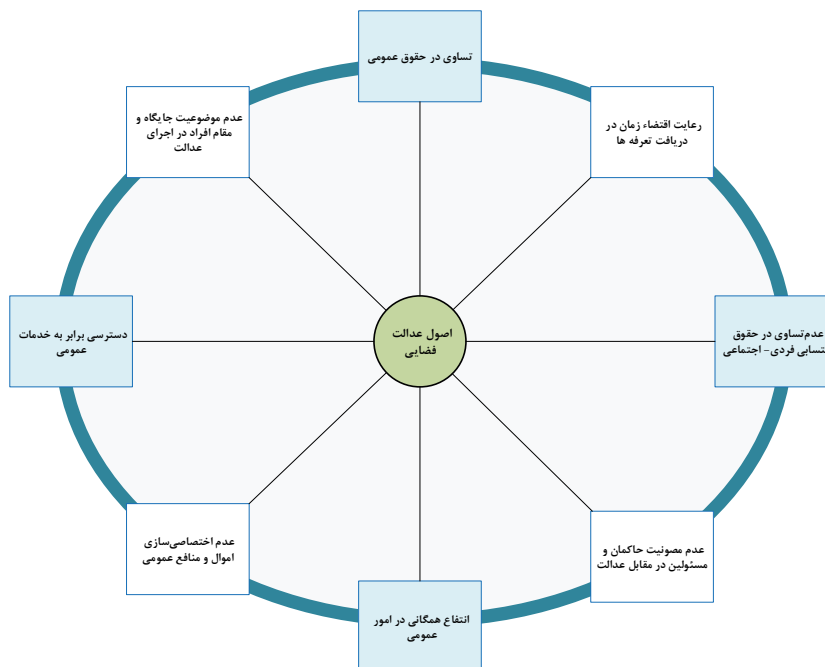 تساوی در حقوق عمومی
رعایت اقتضاء زمان در
دریافت تعرفه ها
عدم موضوعیت جایگاه و
مقام افراد در اجرای
عدالت
عدم‌تساوی در حقوق
فردی- اجتماعی
اصول عدالت
فضایی
دسترسی برابر به خدمات
عمومی
عدم مصونیت حاکمان و
مسئولین در مقابل عدالت
عدم اختصاصی‌سازی
اموال و منافع عمومی
انتفاع همگانی در امور
عمومی